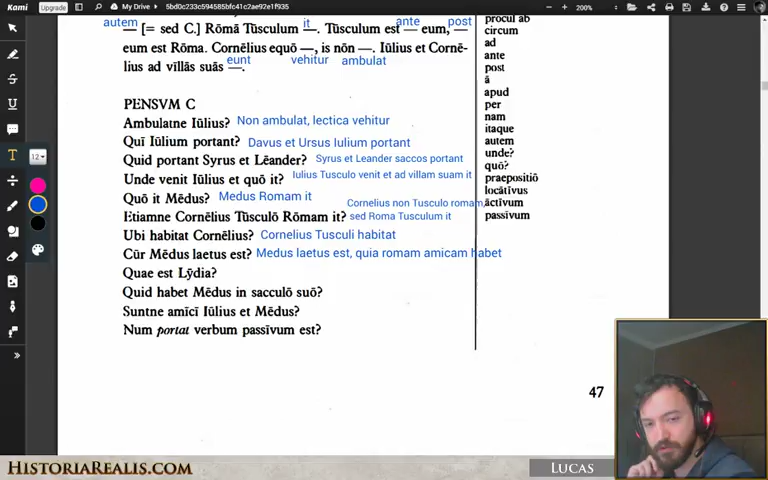 Kami
Upgrade
My Drive / 5bd0c233c594585bfc41c2ae92e1f935
200%
autem it ante post
— [= sed C.] Rōmā Tūsculum —. Tūsculum est — eum, —
eum est Rōma. Cornēlius equō —, is nōn —. Iūlius et Cornē-
eunt vehitur ambulat
lius ad vīllās suās —.
PENSVM C
Ambulatne Iūlius? Non ambulat, lectica vehitur
Quī Iūlium portant? Davus et Ursus Iulium portant
Quid portant Syrus et Lēander? Syrus et Leander saccos portant
Unde venit Iūlius et quō it? Iulius Tusculo venit et ad villam suam it
Quō it Mēdus? Medus Romam it
Cornelius non Tusculo romam,
Etiamne Cornēlius Tūsculō Rōmam it? sed Roma Tusculum it
Ubi habitat Cornēlius? Cornelius Tusculi habitat
Cūr Mēdus laetus est? Medus laetus est, quia romam amicam habet
Quae est Lȳdia?
Quid habet Mēdus in sacculō suō?
Suntne amīcī Iūlius et Mēdus?
Num portat verbum passīvum est?
procul ab
circum
ad
ante
post
ā
apud
per
nam
itaque
autem
unde?
quō?
praepositiō
locātīvus
āctīvum
passīvum
47
T
12
HISTORIAREALIS.COM
LUCAS